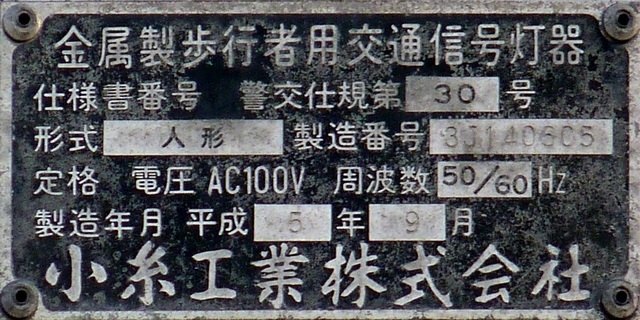 金属製歩行者用交通信号灯器
仕様書番号 警交仕規第 30 号
形式 人形 製造番号 3J140605
定格 電圧 AC100V 周波数 50/60 Hz
製造年月 平成 5 年 9 月
小糸工業株式会社